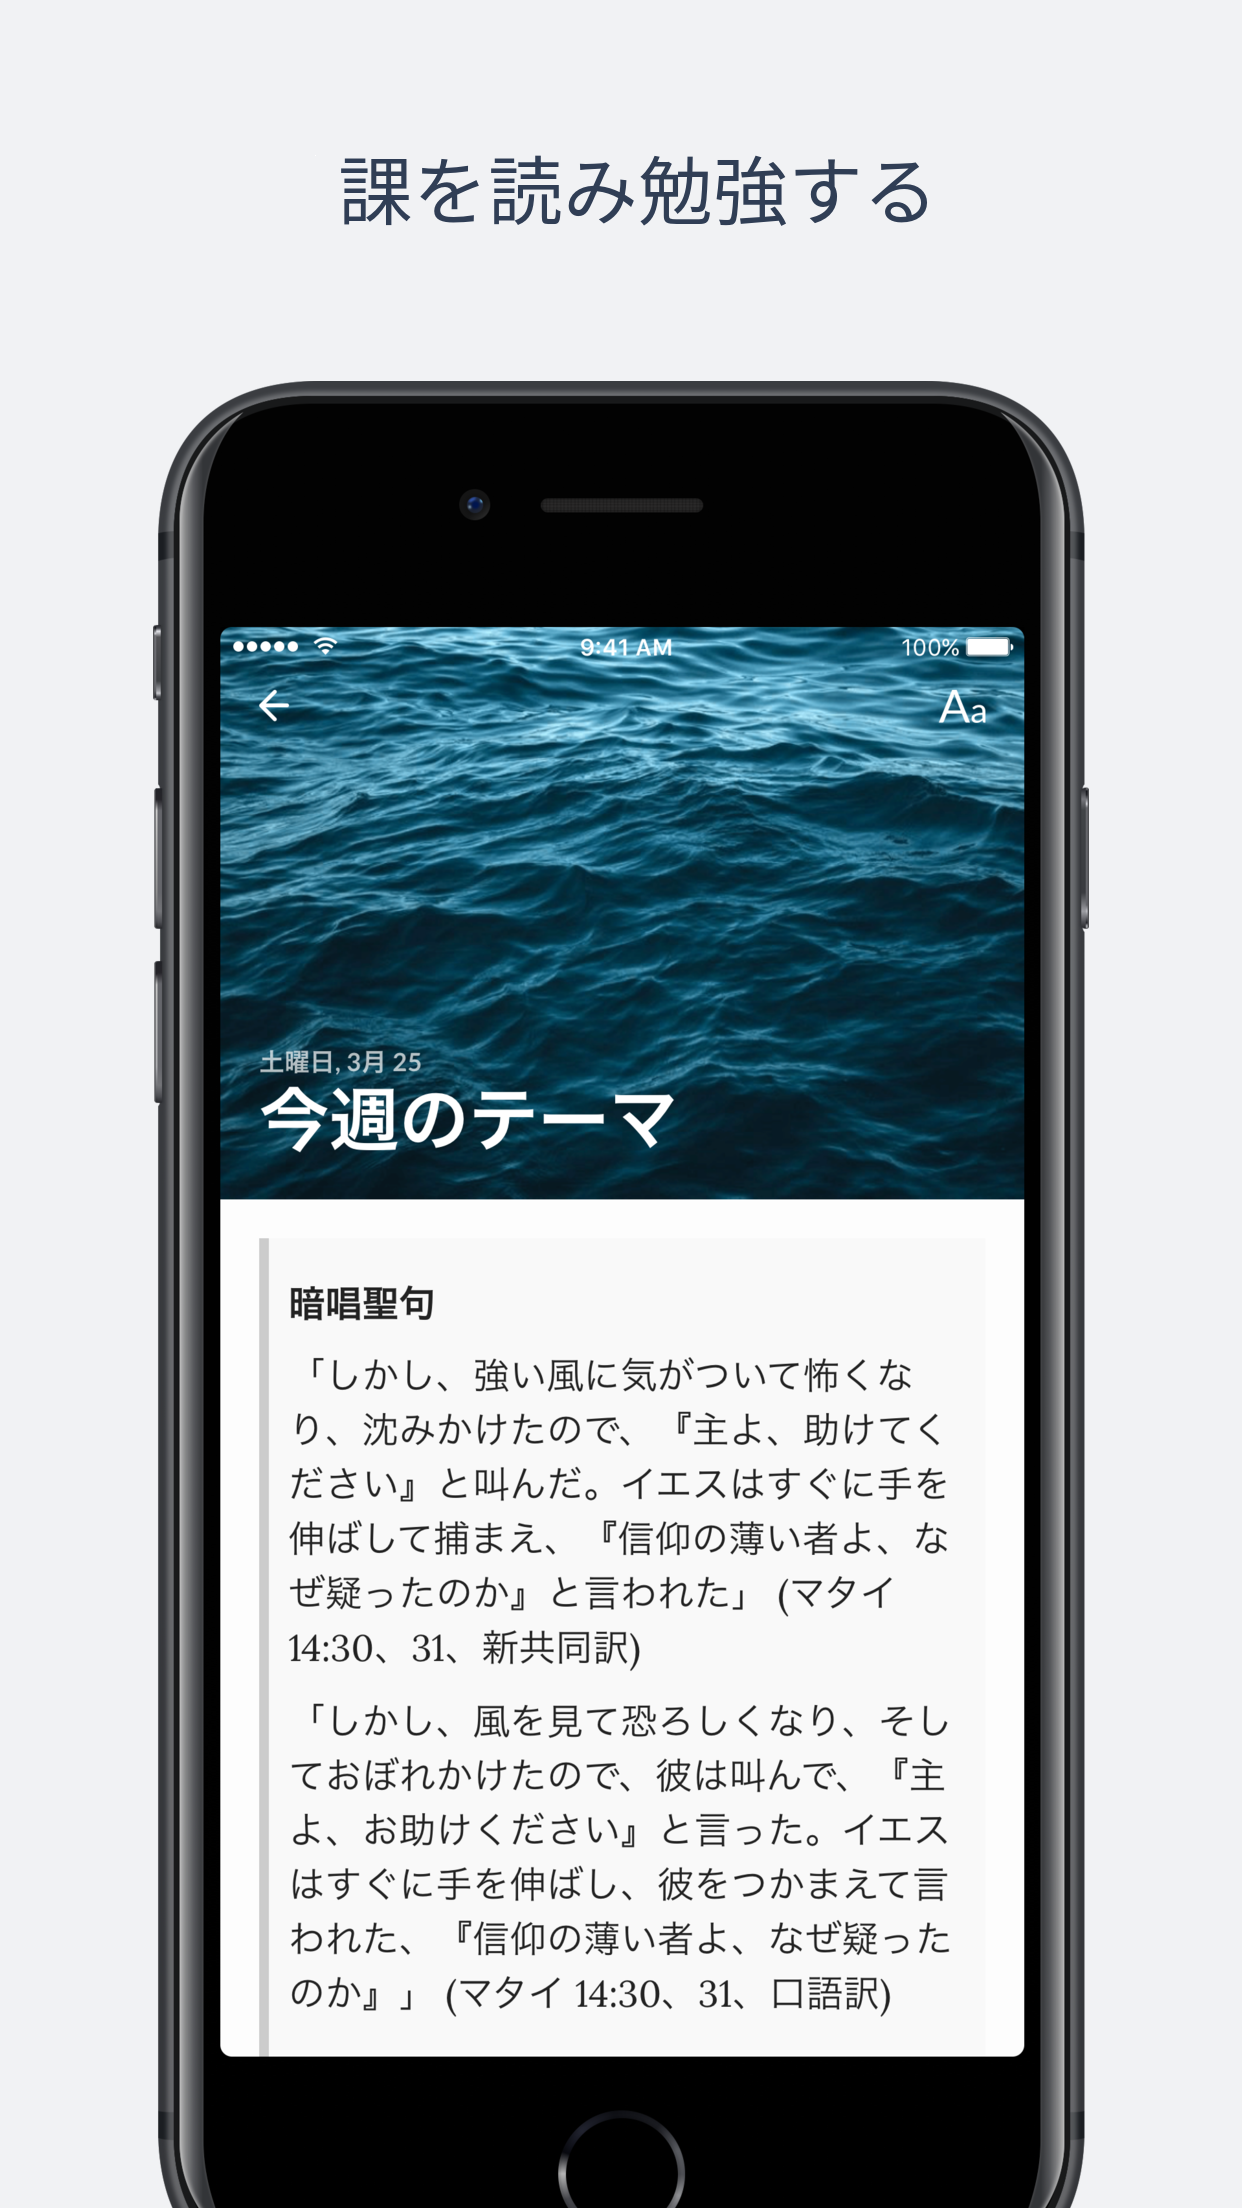 課を読み勉強する
9:41 AM
100%
Aa
土曜日, 3月 25
今週のテーマ
暗唱聖句
「しかし、強い風に気がついて怖くな
り、沈みかけたので、『主よ、助けてく
ださい』と叫んだ。イエスはすぐに手を
伸ばして捕まえ、『信仰の薄い者よ、な
ぜ疑ったのか』と言われた」 (マタイ
14:30、31、新共同訳)
「しかし、風を見て恐ろしくなり、そし
ておぼれかけたので、彼は叫んで、『主
よ、お助けください』と言った。イエス
はすぐに手を伸ばし、彼をつかまえて言
われた、『信仰の薄い者よ、なぜ疑った
のか』」 (マタイ 14:30、31、口語訳)